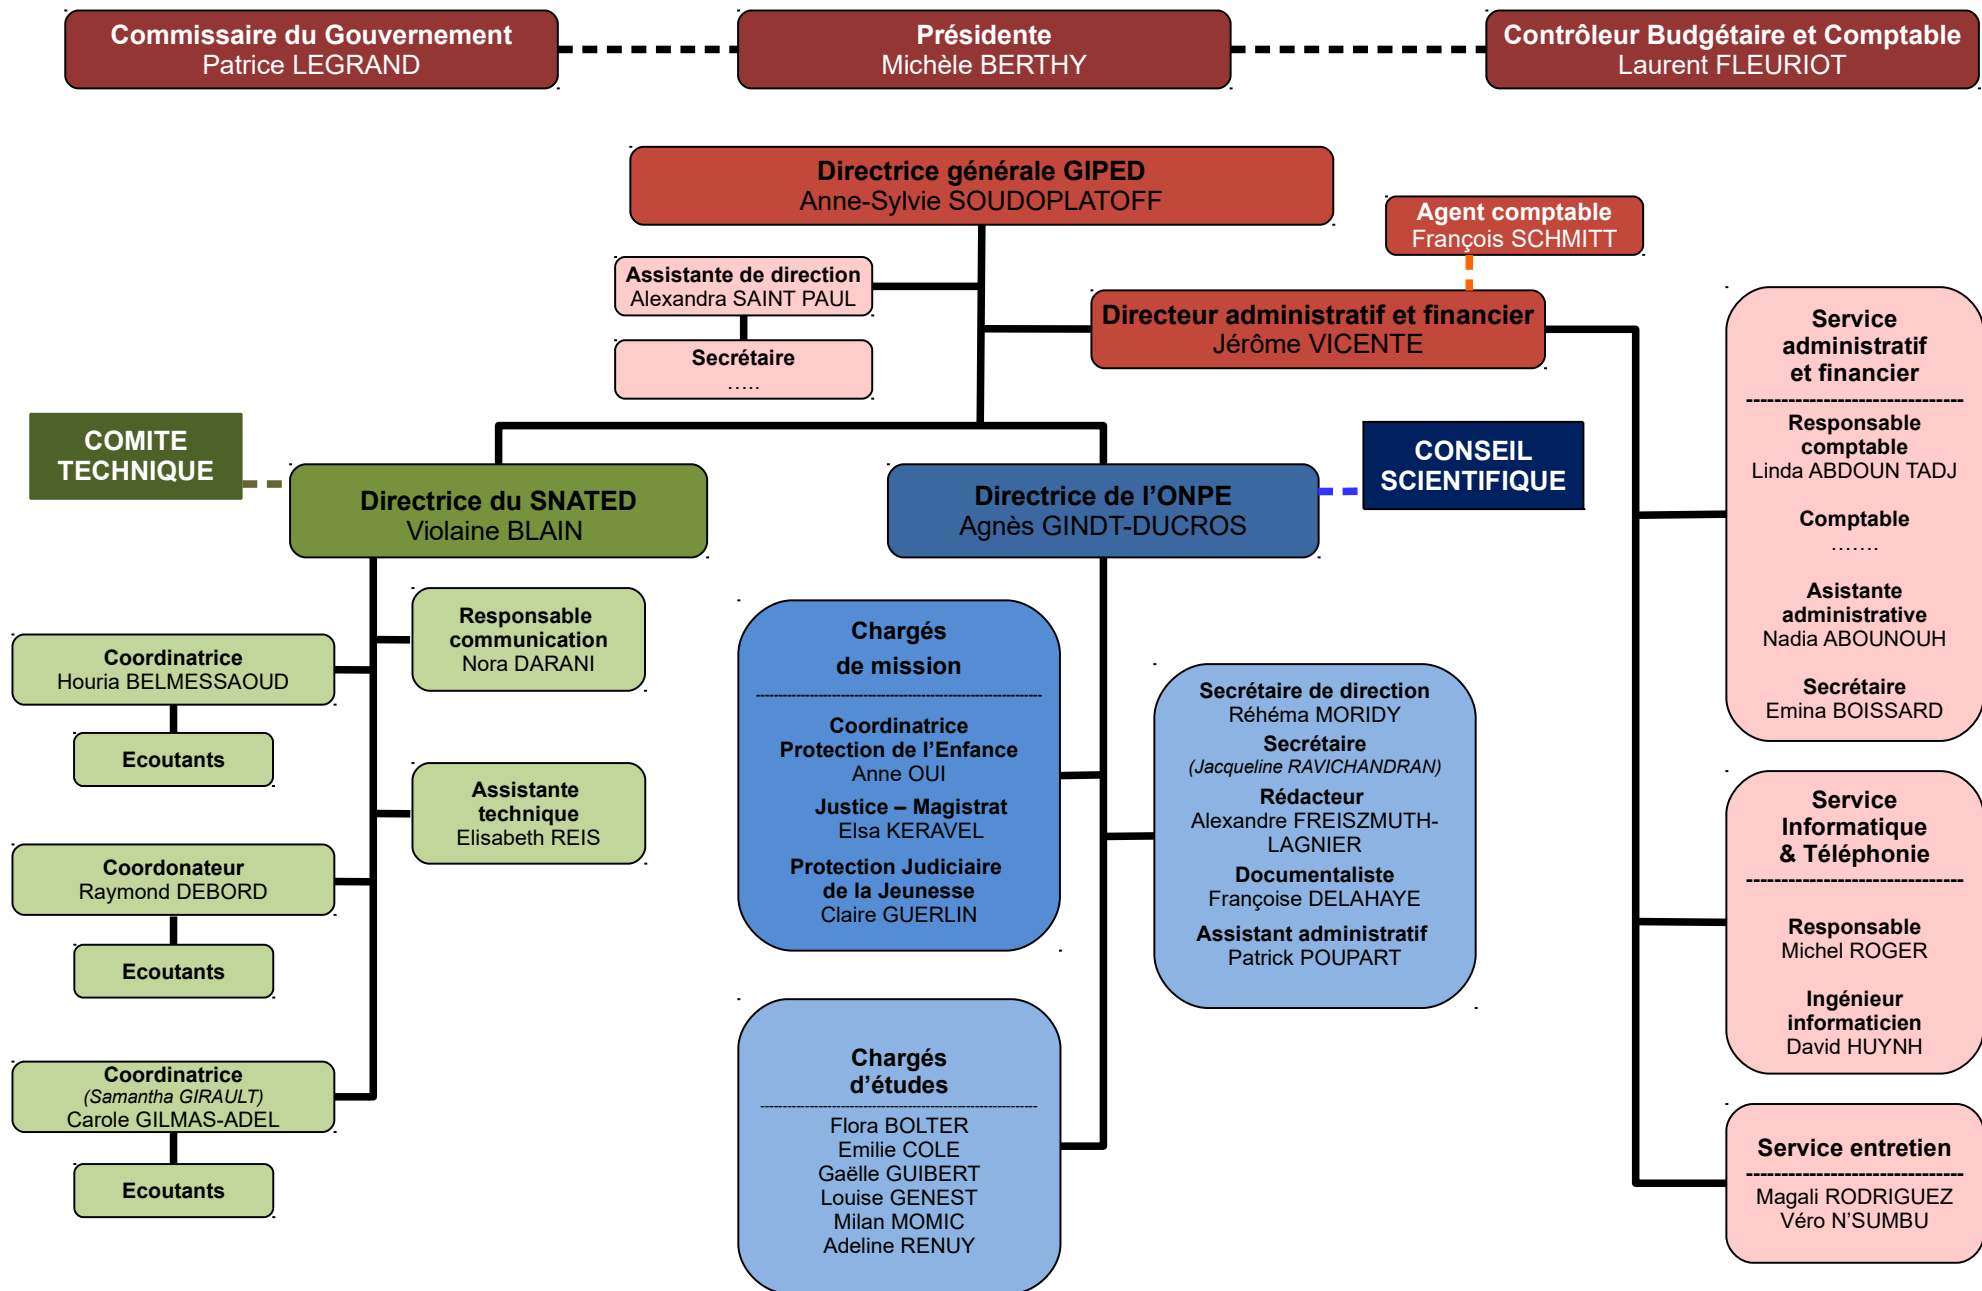 Commissaire du Gouvernement
Patrice LEGRAND
Présidente
Michèle BERTHY
Contrôleur Budgétaire et Comptable
Laurent FLEURIOT
Directrice générale GIPED
Anne-Sylvie SOUDOPLATOFF
Agent comptable
François SCHMITT
Assistante de direction
Alexandra SAINT PAUL
Secrétaire
.....
Directeur administratif et financier
Jérôme VICENTE
COMITE
TECHNIQUE
Directrice du SNATED
Violaine BLAIN
Directrice de l’ONPE
Agnès GINDT-DUCROS
CONSEIL
SCIENTIFIQUE
Responsable
communication
Nora DARANI
Coordinatrice
Houria BELMESSAOUD
Ecoutants
Assistante
technique
Elisabeth REIS
Coordonateur
Raymond DEBORD
Ecoutants
Coordinatrice
(Samantha GIRAULT)
Carole GILMAS-ADEL
Ecoutants
Chargés
de mission
Coordinatrice
Protection de l’Enfance
Anne OUI
Justice – Magistrat
Elsa KERAVEL
Protection Judiciaire
de la Jeunesse
Claire GUERLIN
Chargés
d’études
Flora BOLTER
Emilie COLE
Gaëlle GUIBERT
Louise GENEST
Milan MOMIC
Adeline RENUY
Secrétaire de direction
Réhéma MORIDY
Secrétaire
(Jacqueline RAVICHANDRAN)
Rédacteur
Alexandre FREISZMUTH-
LAGNIER
Documentaliste
Françoise DELAHAYE
Assistant administratif
Patrick POUPART
Service
administratif
et financier
Responsable
comptable
Linda ABDOUN TADJ
Comptable
.......
Asistante
administrative
Nadia ABOUNOUH
Secrétaire
Emina BOISSARD
Service
Informatique
& Téléphonie
Responsable
Michel ROGER
Ingénieur
informaticien
David HUYNH
Service entretien
Magali RODRIGUEZ
Véro N’SUMBU